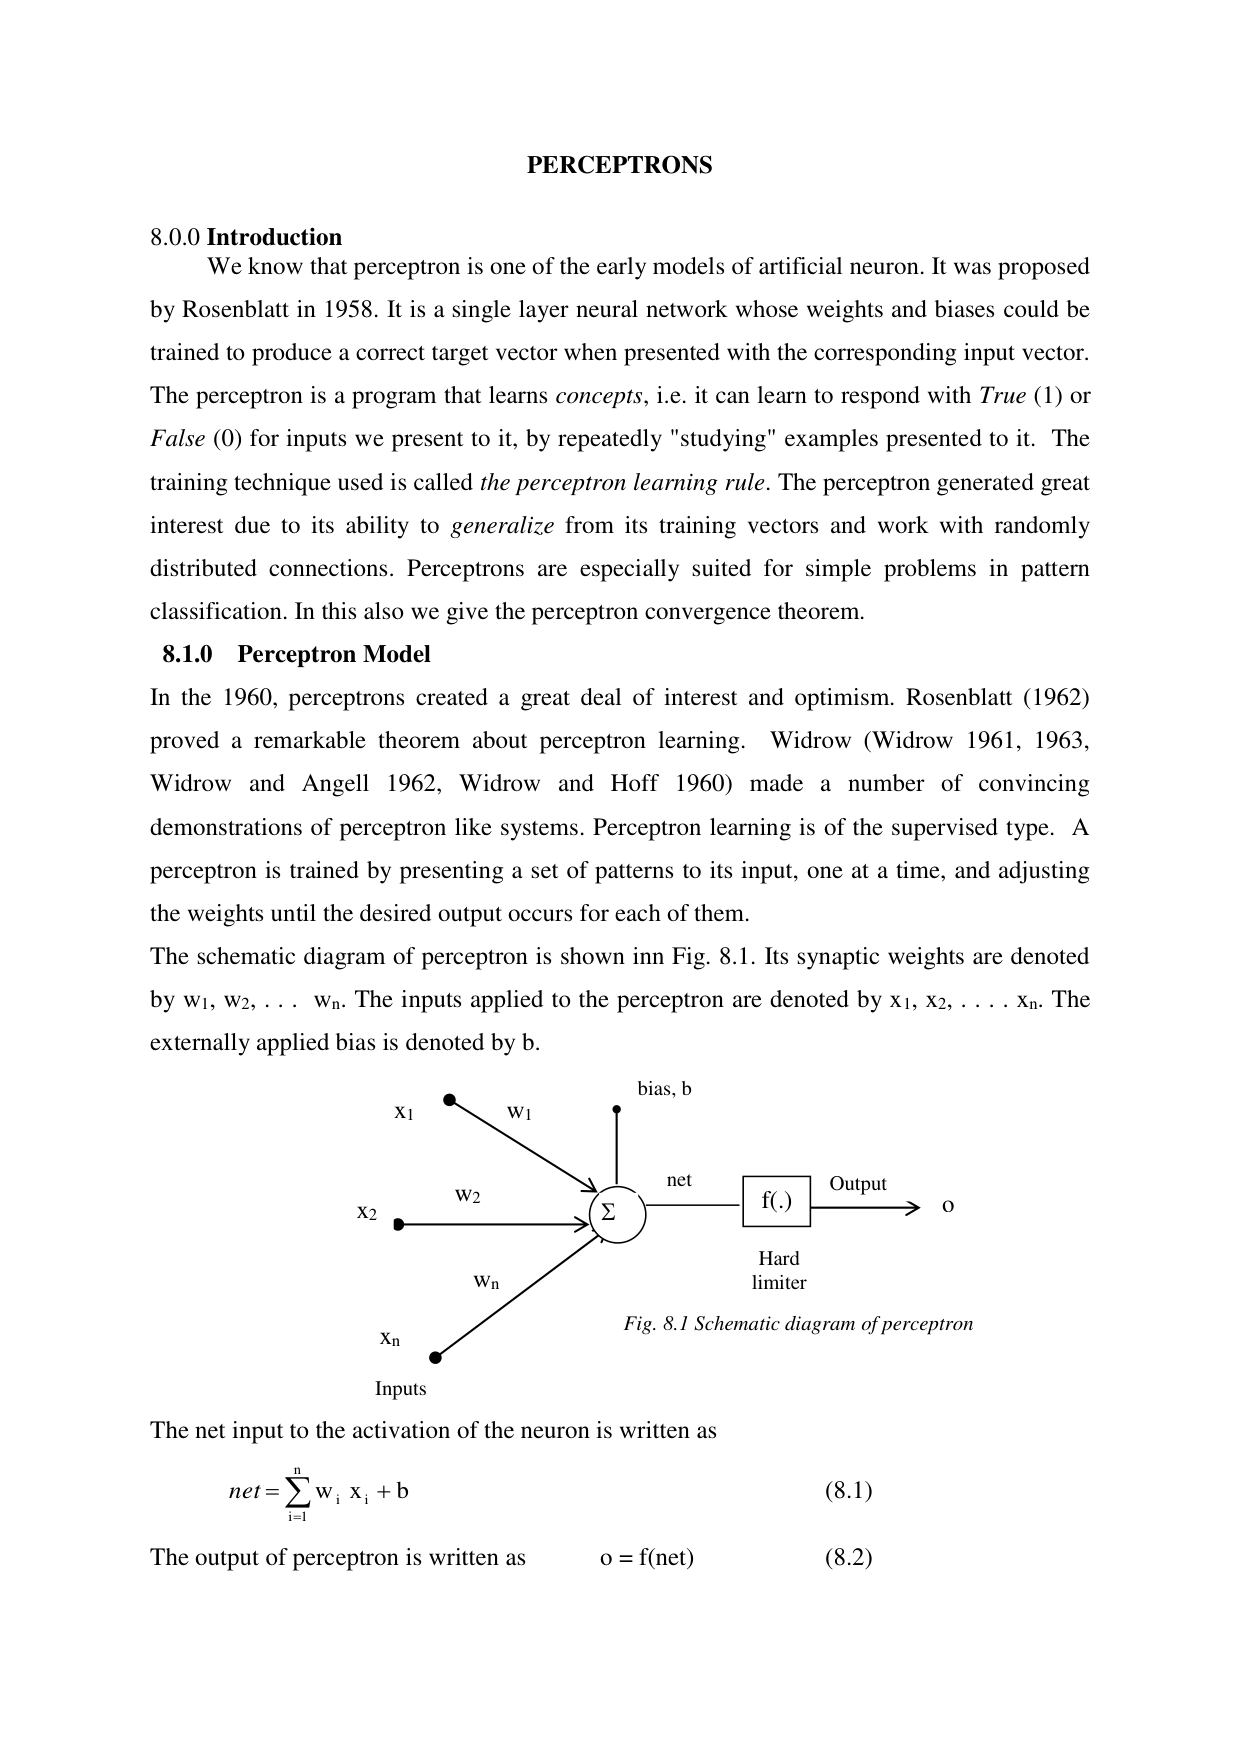 PERCEPTRONS
8.0.0 Introduction
We know that perceptron is one of the early models of artificial neuron. It was proposed
by Rosenblatt in 1958. It is a single layer neural network whose weights and biases could be
trained to produce a correct target vector when presented with the corresponding input vector.
The perceptron is a program that learns concepts, i.e. it can learn to respond with True (1) or
False (0) for inputs we present to it, by repeatedly "studying" examples presented to it. The
training technique used is called the perceptron learning rule. The perceptron generated great
interest due to its ability to generalize from its training vectors and work with randomly
distributed connections. Perceptrons are especially suited for simple problems in pattern
classification. In this also we give the perceptron convergence theorem.
8.1.0 Perceptron Model
In the 1960, perceptrons created a great deal of interest and optimism. Rosenblatt (1962)
proved a remarkable theorem about perceptron learning. Widrow (Widrow 1961, 1963,
Widrow and Angell 1962, Widrow and Hoff 1960) made a number of convincing
demonstrations of perceptron like systems. Perceptron learning is of the supervised type. A
perceptron is trained by presenting a set of patterns to its input, one at a time, and adjusting
the weights until the desired output occurs for each of them.
The schematic diagram of perceptron is shown inn Fig. 8.1. Its synaptic weights are denoted
by w1, w2, . . . wn. The inputs applied to the perceptron are denoted by x1, x2, . . . . xn. The
externally applied bias is denoted by b.
bias, b
x1 w1
net
Output
w2
f(.)
o
x2
Σ
Hard
limiter
wn
Fig. 8.1 Schematic diagram of perceptron
xn
Inputs
The net input to the activation of the neuron is written as
net = n∑i=1 wi xi + b (8.1)
The output of perceptron is written as o = f(net) (8.2)